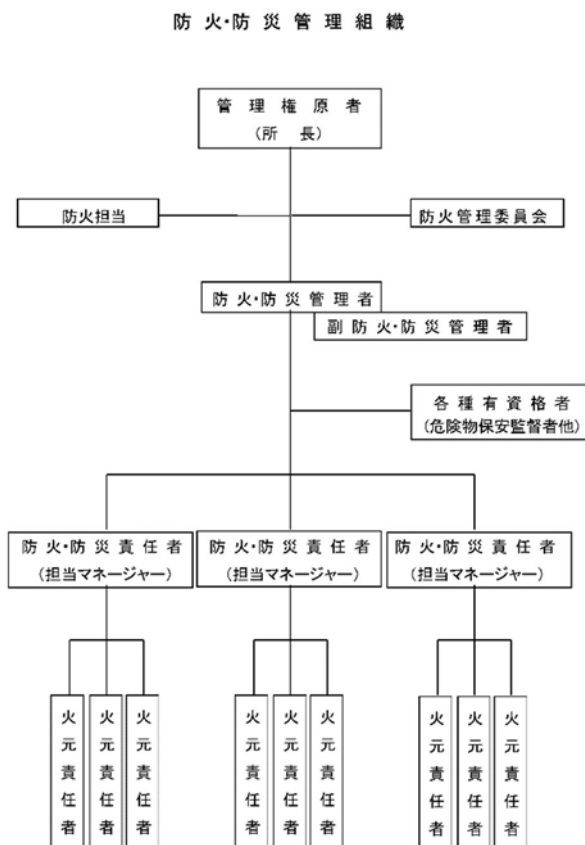 防火・防災管理組織
管理権原者
(所長)
防火担当
防火管理委員会
防火・防災管理者
副防火・防災管理者
各種有資格者
(危険物保安監督者他)
防火・防災責任者
(担当マネージャー)
防火・防災責任者
(担当マネージャー)
防火・防災責任者
(担当マネージャー)
火元責任者
火元責任者
火元責任者
火元責任者
火元責任者
火元責任者
火元責任者
火元責任者
火元責任者